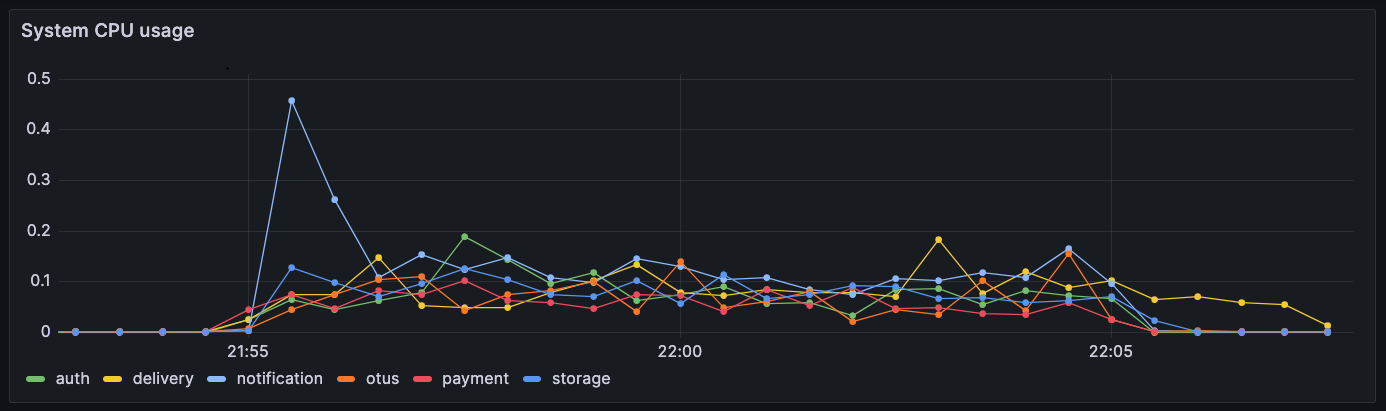 System CPU usage
0.5
0.4
0.3
0.2
0.1
0
21:55 22:00 22:05
auth delivery notification otus payment storage